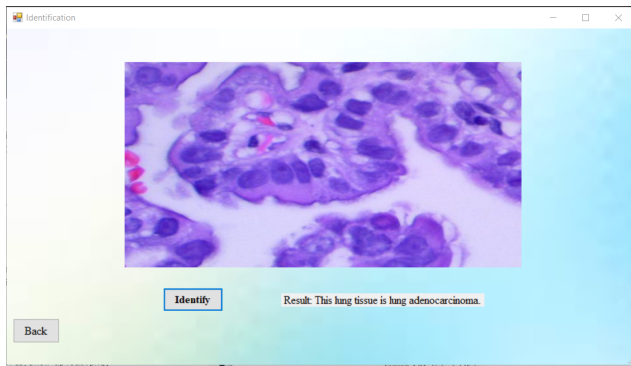 Identification
Identify
Result: This lung tissue is lung adenocarcinoma.
Back